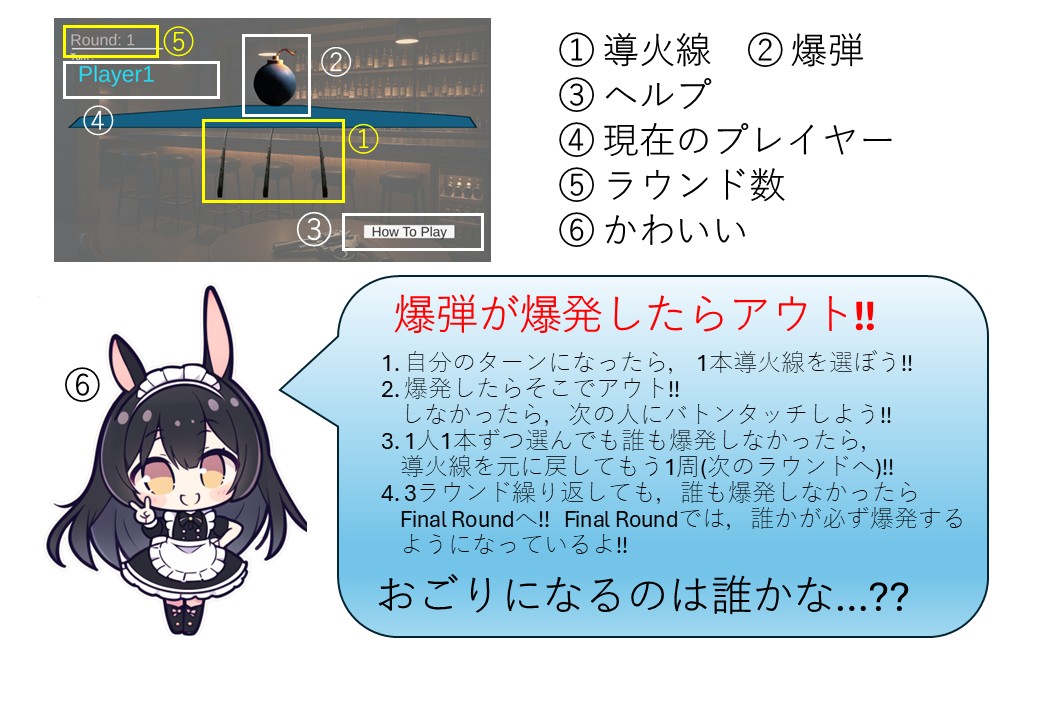 Round: 1
⑤
Turn :
Player1
②
④
①
③
How To Play
① 導火線　② 爆弾
③ ヘルプ
④ 現在のプレイヤー
⑤ ラウンド数
⑥ かわいい
⑥
爆弾が爆発したらアウト!!
1. 自分のターンになったら， 1本導火線を選ぼう!!
2. 爆発したらそこでアウト!!
しなかったら，次の人にバトンタッチしよう!!
3. 1人1本ずつ選んでも誰も爆発しなかったら，
導火線を元に戻してもう1周(次のラウンドへ)!!
4. 3ラウンド繰り返しても，誰も爆発しなかったら
Final Roundへ!! Final Roundでは，誰かが必ず爆発する
ようになっているよ!!
おごりになるのは誰かな…??